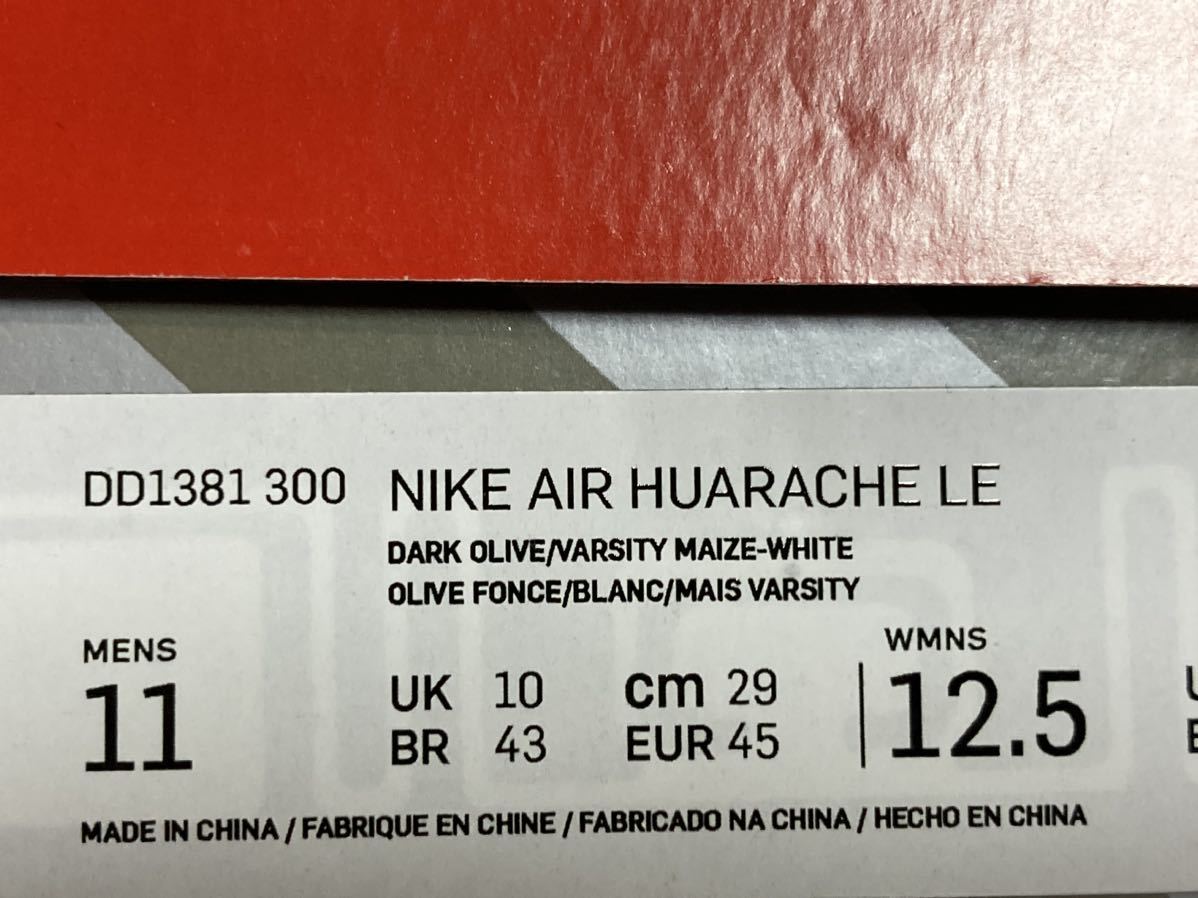 DD1381 300 NIKE AIR HUARACHE LE
DARK OLIVE/VARSITY MAIZE-WHITE
OLIVE FONCE/BLANC/MAIS VARSITY
MENS
11
UK 10 cm 29
BR 43 EUR 45
WMNS
12.5
MADE IN CHINA / FABRIQUE EN CHINE / FABRICADO NA CHINA / HECHO EN CHINA